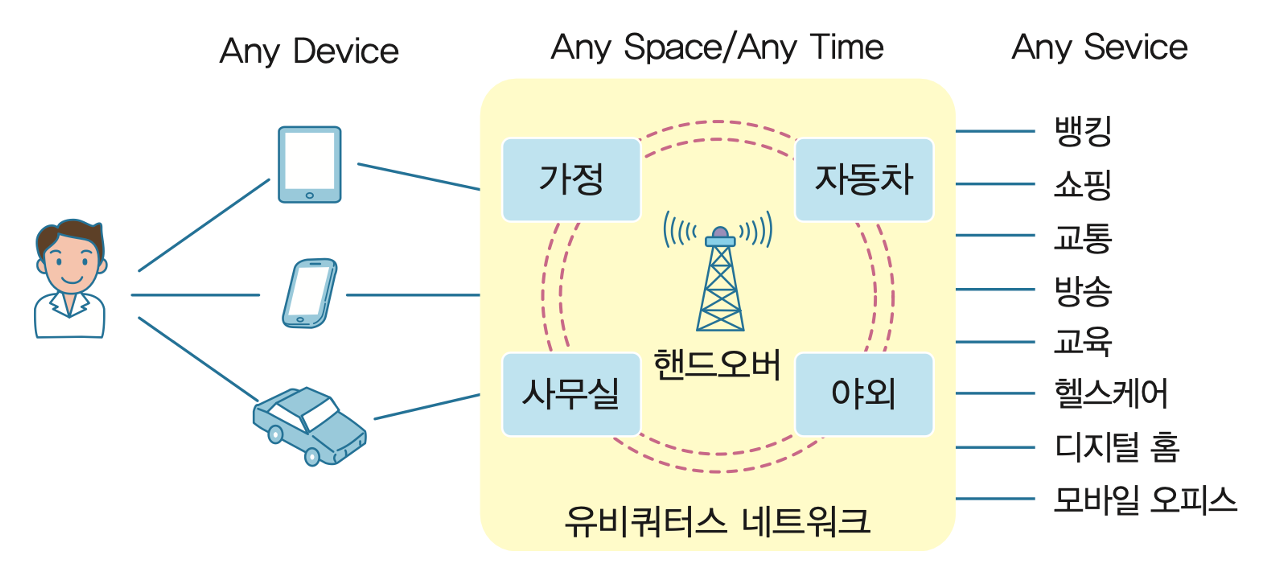 Any Device
Any Space/Any Time
Any Sevice
가정
자동차
핸드오버
사무실
야외
유비쿼터스 네트워크
뱅킹
쇼핑
교통
방송
교육
헬스케어
디지털 홈
모바일 오피스